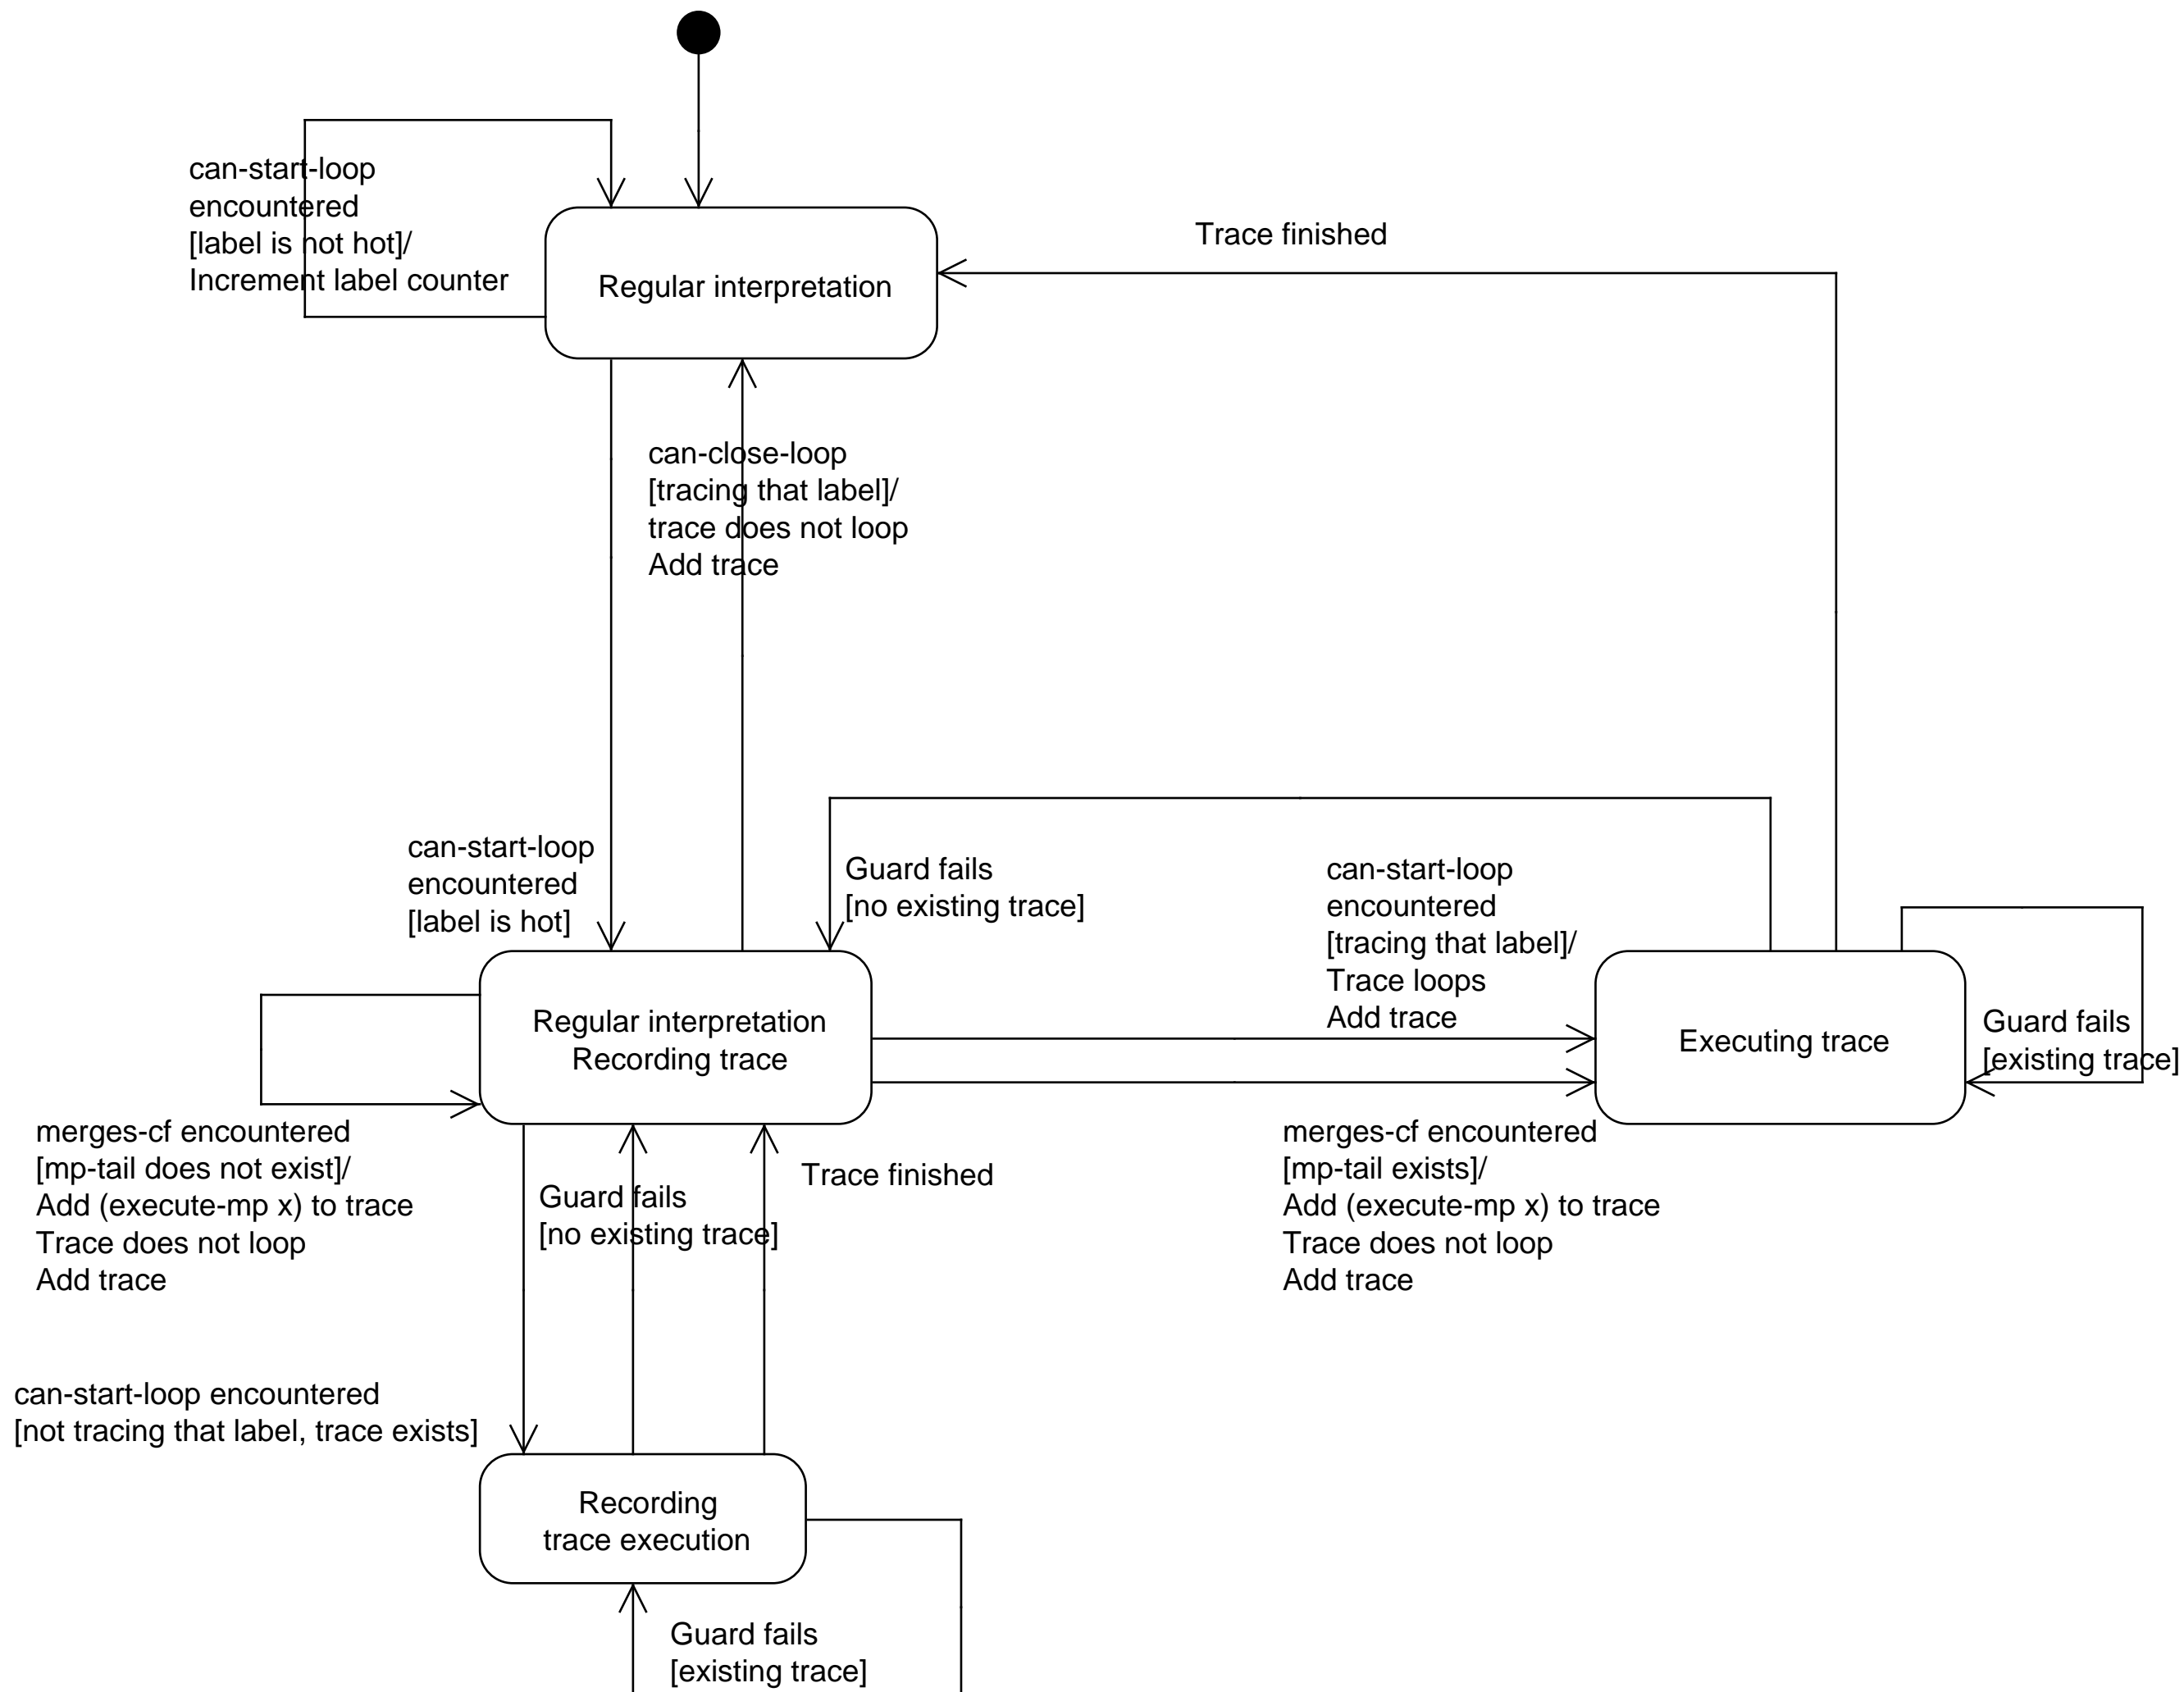 can-start-loop
encountered
[label is not hot]/
Increment label counter
Trace finished
Regular interpretation
can-close-loop
[tracing that label]/
trace does not loop
Add trace
can-start-loop
encountered
[label is hot]
Guard fails
[no existing trace]
can-start-loop
encountered
[tracing that label]/
Trace loops
Add trace
Regular interpretation
Recording trace
Executing trace
Guard fails
[existing trace]
merges-cf encountered
[mp-tail does not exist]/
Add (execute-mp x) to trace
Trace does not loop
Add trace
Guard fails
[no existing trace]
Trace finished
merges-cf encountered
[mp-tail exists]/
Add (execute-mp x) to trace
Trace does not loop
Add trace
can-start-loop encountered
[not tracing that label, trace exists]
Recording
trace execution
Guard fails
[existing trace]